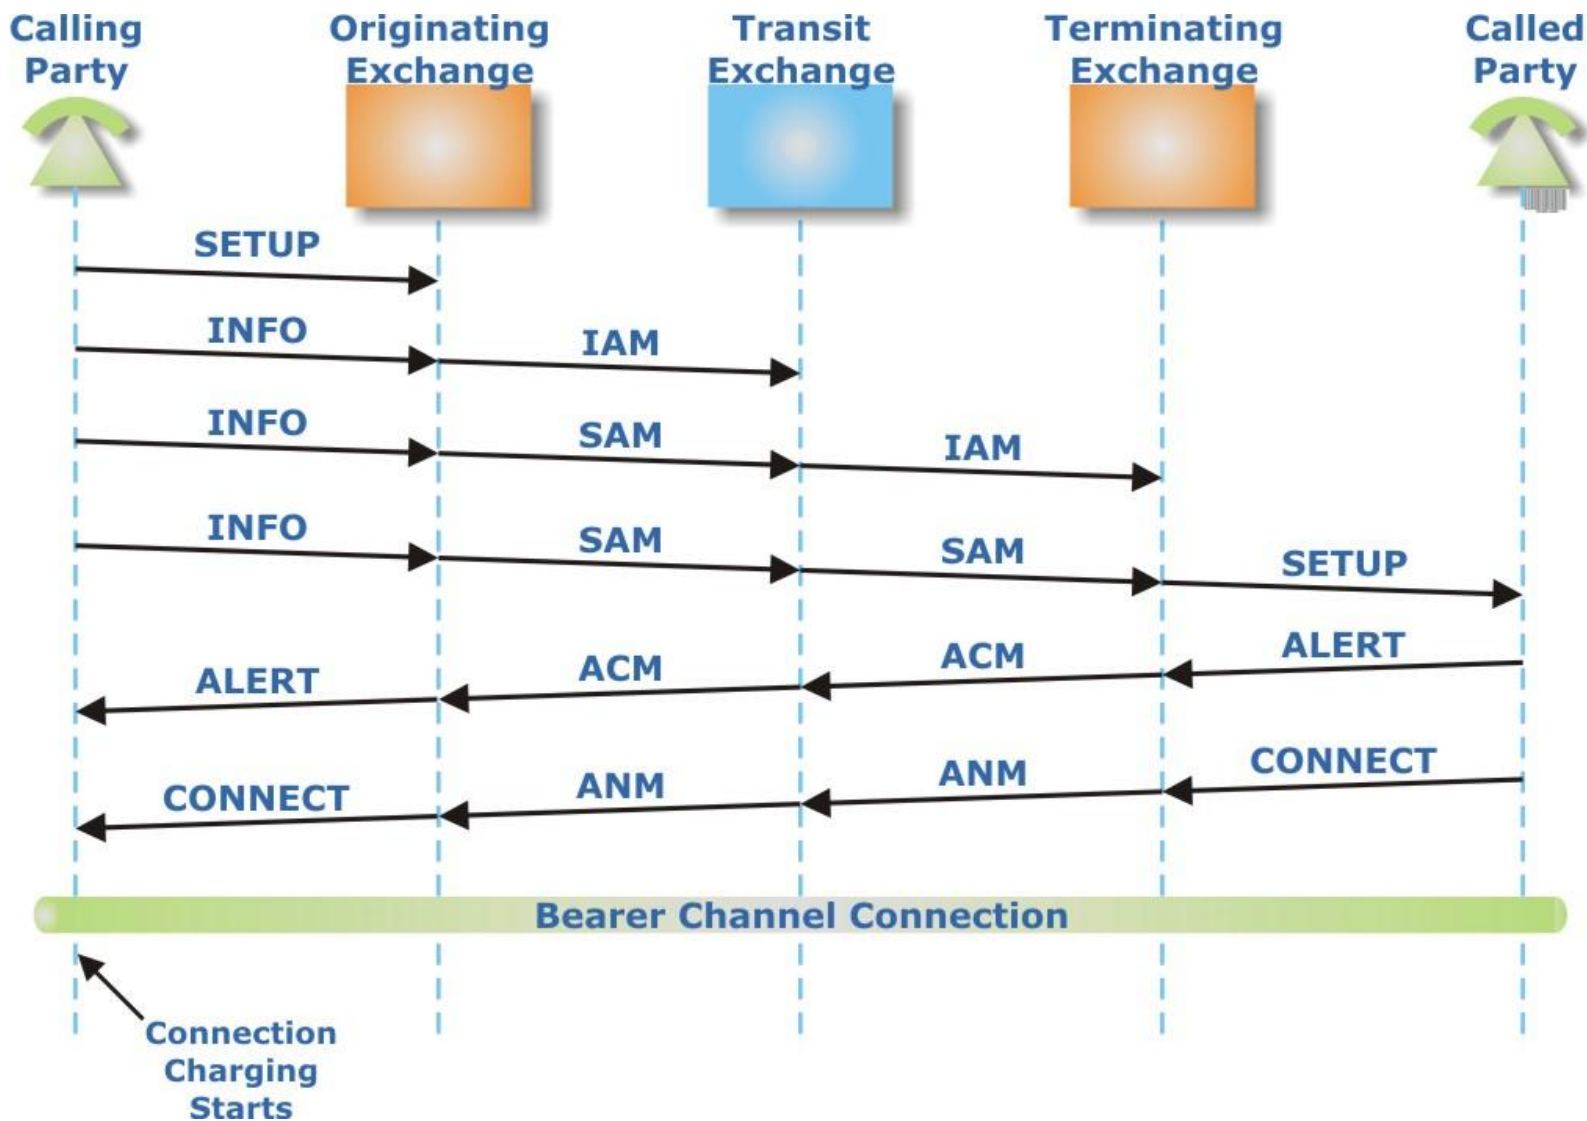 Calling
Party
Originating
Exchange
Transit
Exchange
Terminating
Exchange
Called
Party
SETUP
INFO
IAM
INFO
SAM
IAM
INFO
SAM
SAM
SETUP
ALERT
ACM
ACM
ALERT
CONNECT
ANM
ANM
CONNECT
Bearer Channel Connection
Connection
Charging
Starts